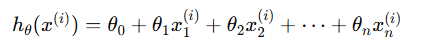 h_θ(x^{(i)}) = θ_0 + θ_1x_1^{(i)} + θ_2x_2^{(i)} + ⋯ + θ_nx_n^{(i)}